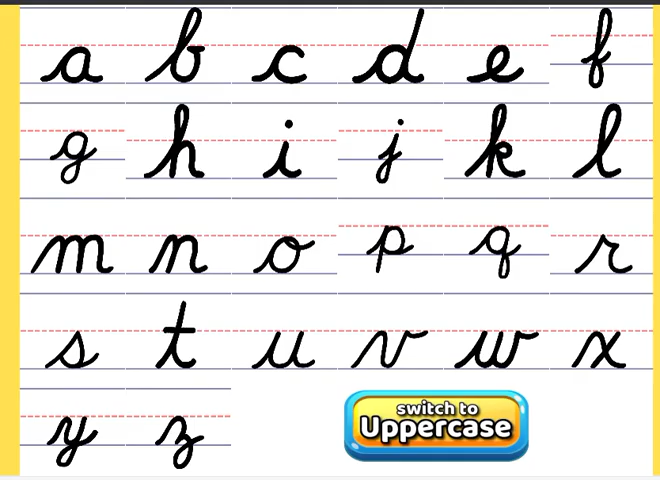 a b c d e f
g h i j k l
m n o p q r
s t u v w x
y z
switch to
Uppercase